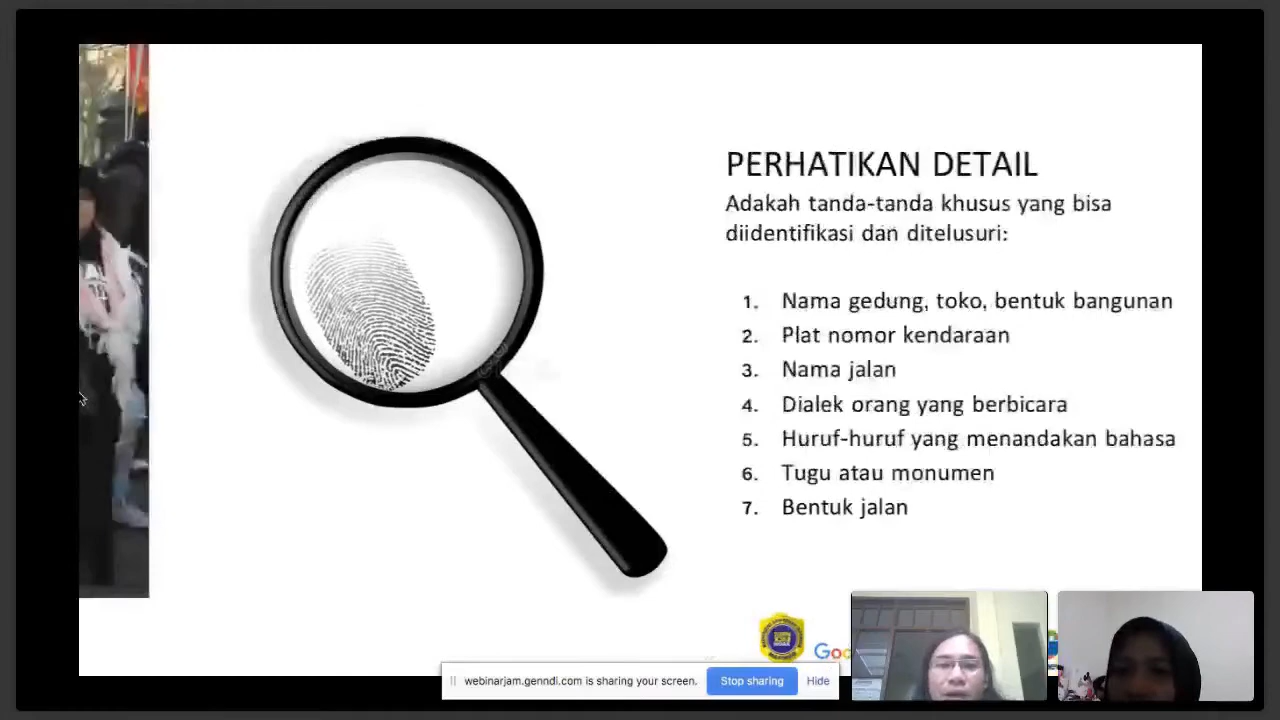 PERHATIKAN DETAIL
Adakah tanda-tanda khusus yang bisa
diidentifikasi dan ditelusuri:
1. Nama gedung, toko, bentuk bangunan
2. Plat nomor kendaraan
3. Nama jalan
4. Dialek orang yang berbicara
5. Huruf-huruf yang menandakan bahasa
6. Tugu atau monumen
7. Bentuk jalan
webinarjam.genndi.com is sharing your screen.
Stop sharing
Hide